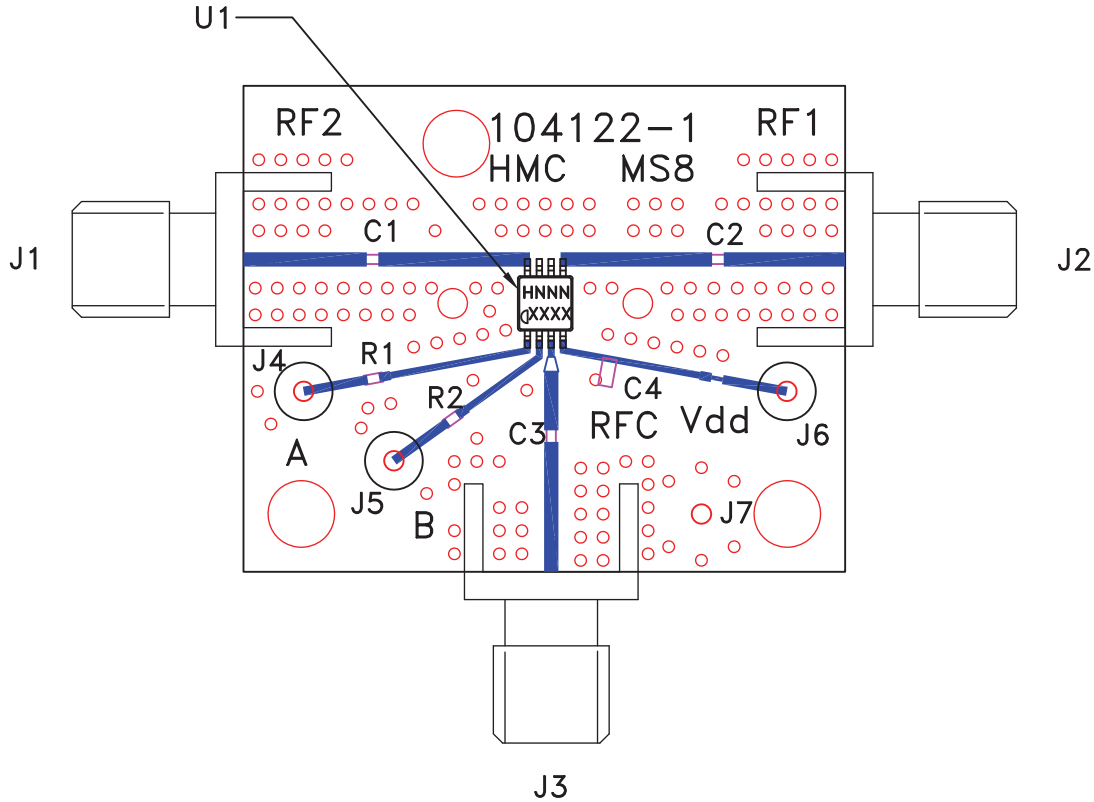 U1
RF2
104122-1
RF1
HMC MS8
C1
C2
J1
J2
HNNN
XXXX
J4
R1
R2
C4
C3
RFC
Vdd
J6
A
J5
B
J7
J3